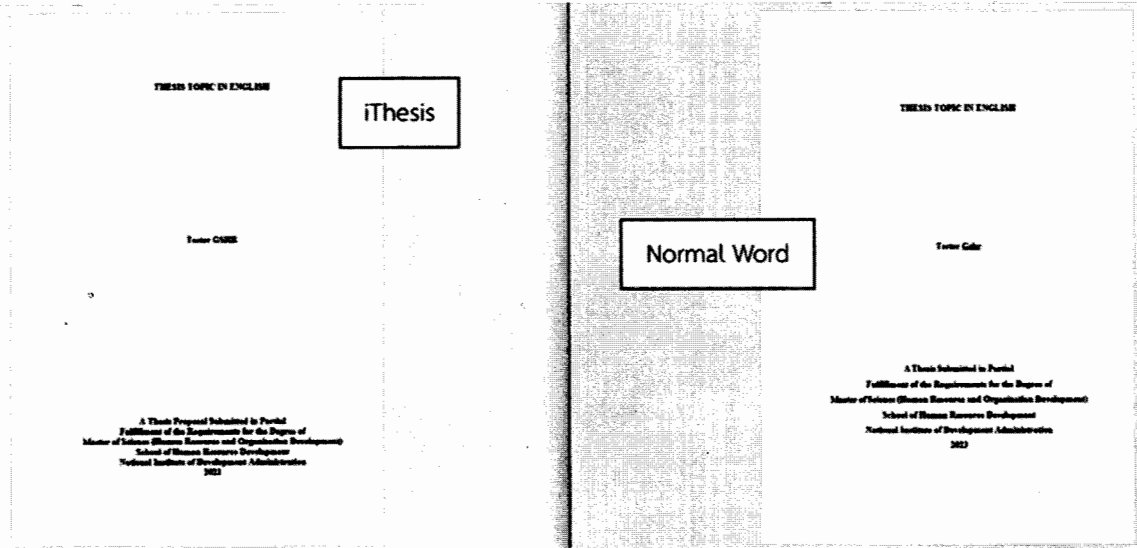 THESIS TOPIC IN ENGLISH
iThesis
Tester GSHR
A Thesis Proposal Submitted in Partial
Fulfillment of the Requirements for the Degree of
Master of Science (Human Resource and Organization Development)
School of Human Resource Development
National Institute of Development Administration
2023
THESIS TOPIC IN ENGLISH
Normal Word
Tester Gshr
A Thesis Submitted in Partial
Fulfillment of the Requirements for the Degree of
Master of Science (Human Resource and Organization Development)
School of Human Resource Development
National Institute of Development Administration
2023